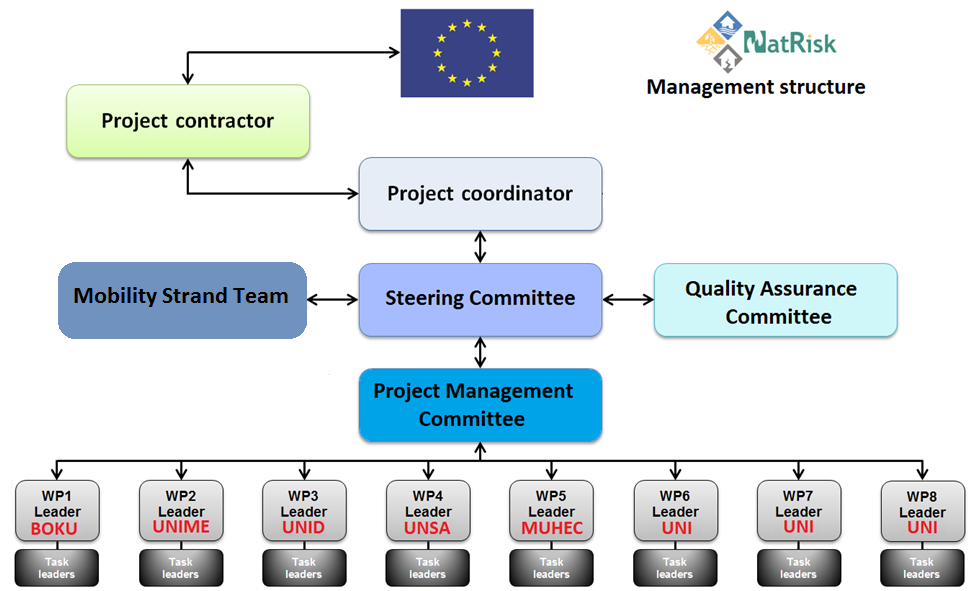 NatRisk
Management structure
Project contractor
Project coordinator
Mobility Strand Team
Steering Committee
Quality Assurance
Committee
Project Management
Committee
WP1
Leader
BOKU
WP2
Leader
UNIME
WP3
Leader
UNID
WP4
Leader
UNSA
WP5
Leader
MUHEC
WP6
Leader
UNI
WP7
Leader
UNI
WP8
Leader
UNI
Task
leaders
Task
leaders
Task
leaders
Task
leaders
Task
leaders
Task
leaders
Task
leaders
Task
leaders